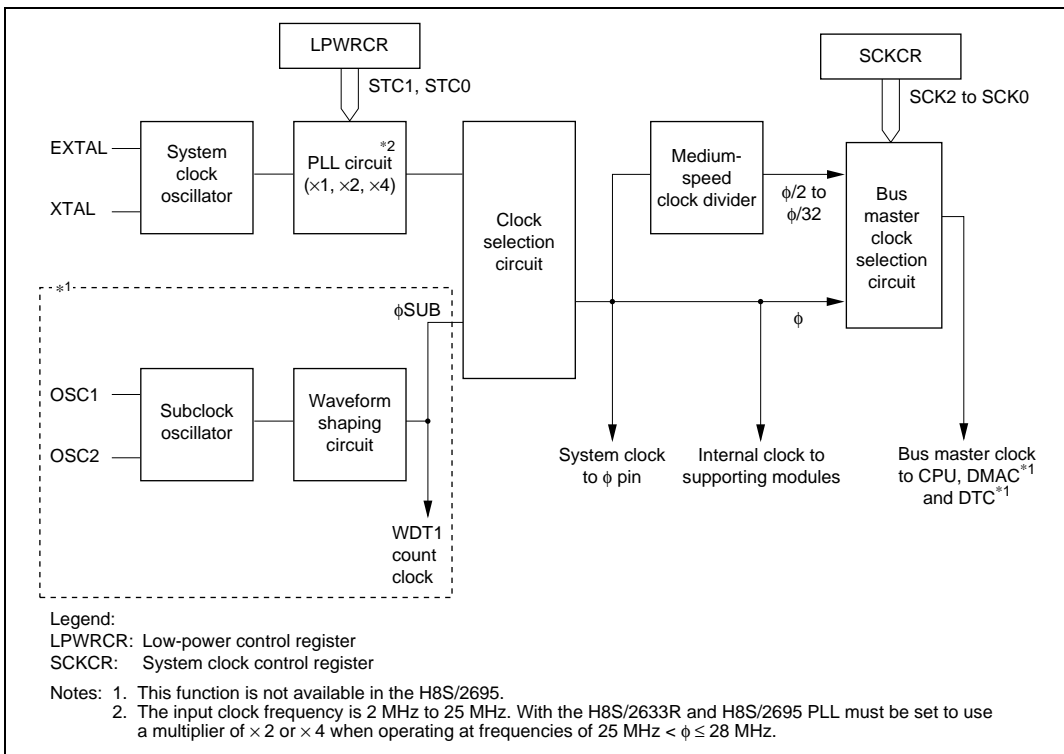 LPWRCR
STC1, STC0
SCKCR
SCK2 to SCK0
EXTAL
XTAL
System
clock
oscillator
*2
PLL circuit
(×1, ×2, ×4)
Clock
selection
circuit
Medium-
speed
clock divider
ϕ/2 to
ϕ/32
Bus
master
clock
selection
circuit
ϕ
*1
ϕSUB
OSC1
OSC2
Subclock
oscillator
Waveform
shaping
circuit
WDT1
count
clock
System clock
to ϕ pin
Internal clock to
supporting modules
Bus master clock
to CPU, DMAC*1
and DTC*1
Legend:
LPWRCR: Low-power control register
SCKCR: System clock control register
Notes: 1. This function is not available in the H8S/2695.
2. The input clock frequency is 2 MHz to 25 MHz. With the H8S/2633R and H8S/2695 PLL must be set to use
a multiplier of × 2 or × 4 when operating at frequencies of 25 MHz < ϕ ≤ 28 MHz.